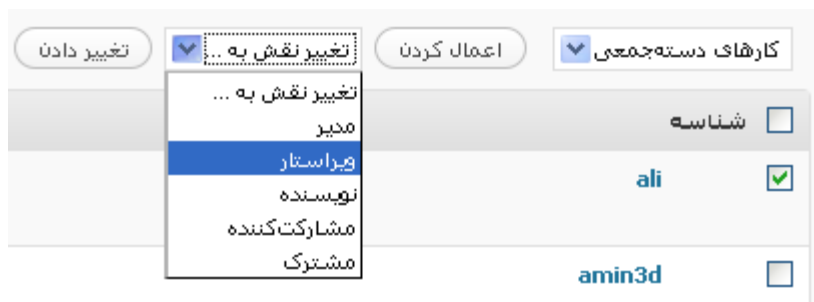 کارهای دسته‌جمعی اعمال کردن تغییر نقش به ... تغییر دادن
تغییر نقش به ...
شناسه
مدیر
ویراستار
ali
نویسنده
مشارکت‌کننده
مشترک
amin3d